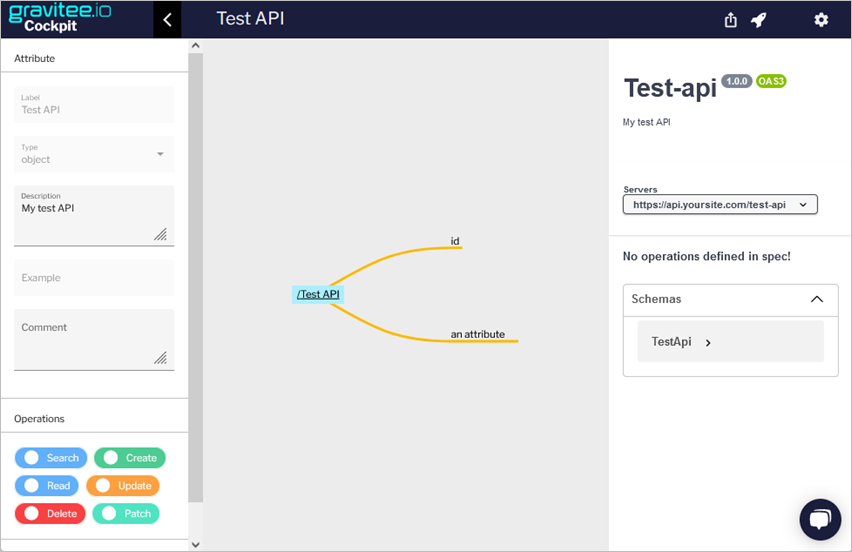 gravitee.io
Cockpit
Test API
Attribute
Label
Test API
Type
object
Description
My test API
Example
Comment
Operations
Search
Create
Read
Update
Delete
Patch
/Test API
id
an attribute
Test-api 1.0.0 OAS3
My test API
Servers
https://api.yoursite.com/test-api
No operations defined in spec!
Schemas
TestApi